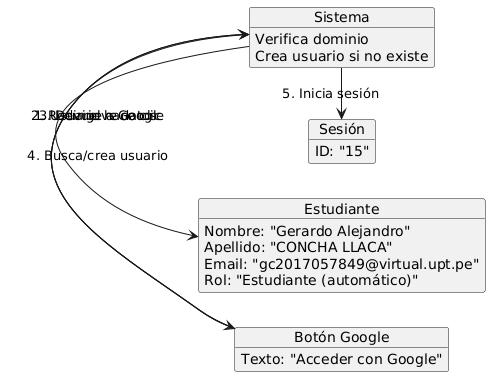 Sistema
Verifica dominio
Crea usuario si no existe
5. Inicia sesión
Sesión
ID: "15"
4. Busca/crea usuario
Estudiante
Nombre: "Gerardo Alejandro"
Apellido: "CONCHA LLACA"
Email: "gc2017057849@virtual.upt.pe"
Rol: "Estudiante (automático)"
Botón Google
Texto: "Acceder con Google"